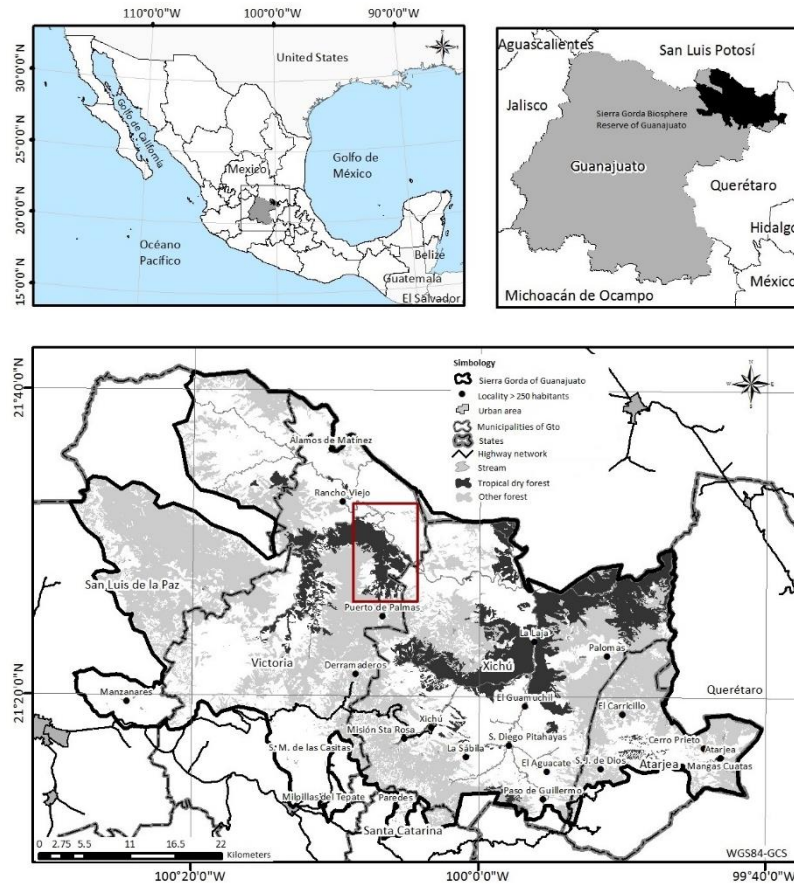 110°0'0"W
100°0'0"W
90°0'0"W
30°0'0"N
25°0'0"N
20°0'0"N
15°0'0"N
United States
Golfo de California
Golfo de
México
Mexico
Océano
Pacífico
Belize
Guatemala
El Salvador
Aguascalientes
San Luis Potosí
Jalisco
Sierra Gorda Biosphere
Reserve of Guanajuato
Guanajuato
Querétaro
Hidalgo
México
Michoacán de Ocampo
21°40'0"N
21°20'0"N
Simbology
Sierra Gorda of Guanajuato
Locality > 250 habitants
Urban area
Municipalities of Gto
States
Highway network
Stream
Tropical dry forest
Other forest
Álamos de Matínez
Rancho Viejo
San Luis de la Paz
Puerto de Palmas
La Laja
Palomas
Victoria
Xichú
Derramaderos
Manzanares
Querétaro
El Guamuchil
El Carricillo
Xichú
Misión Sta Rosa
S. Diego Pitahayas
Cerro Prieto
Atarjea
S. M. de las Casitas
La Sábila
El Aguacate
S. J. de Dios
Atarjea
Mangas Cuatas
Milpillas del Tepate
Paredes
Paso de Guillermo
Santa Catarina
0 2.75 5.5 11 16.5 22
Kilometers
WGS84-GCS
100°20'0"W
100°0'0"W
99°40'0"W